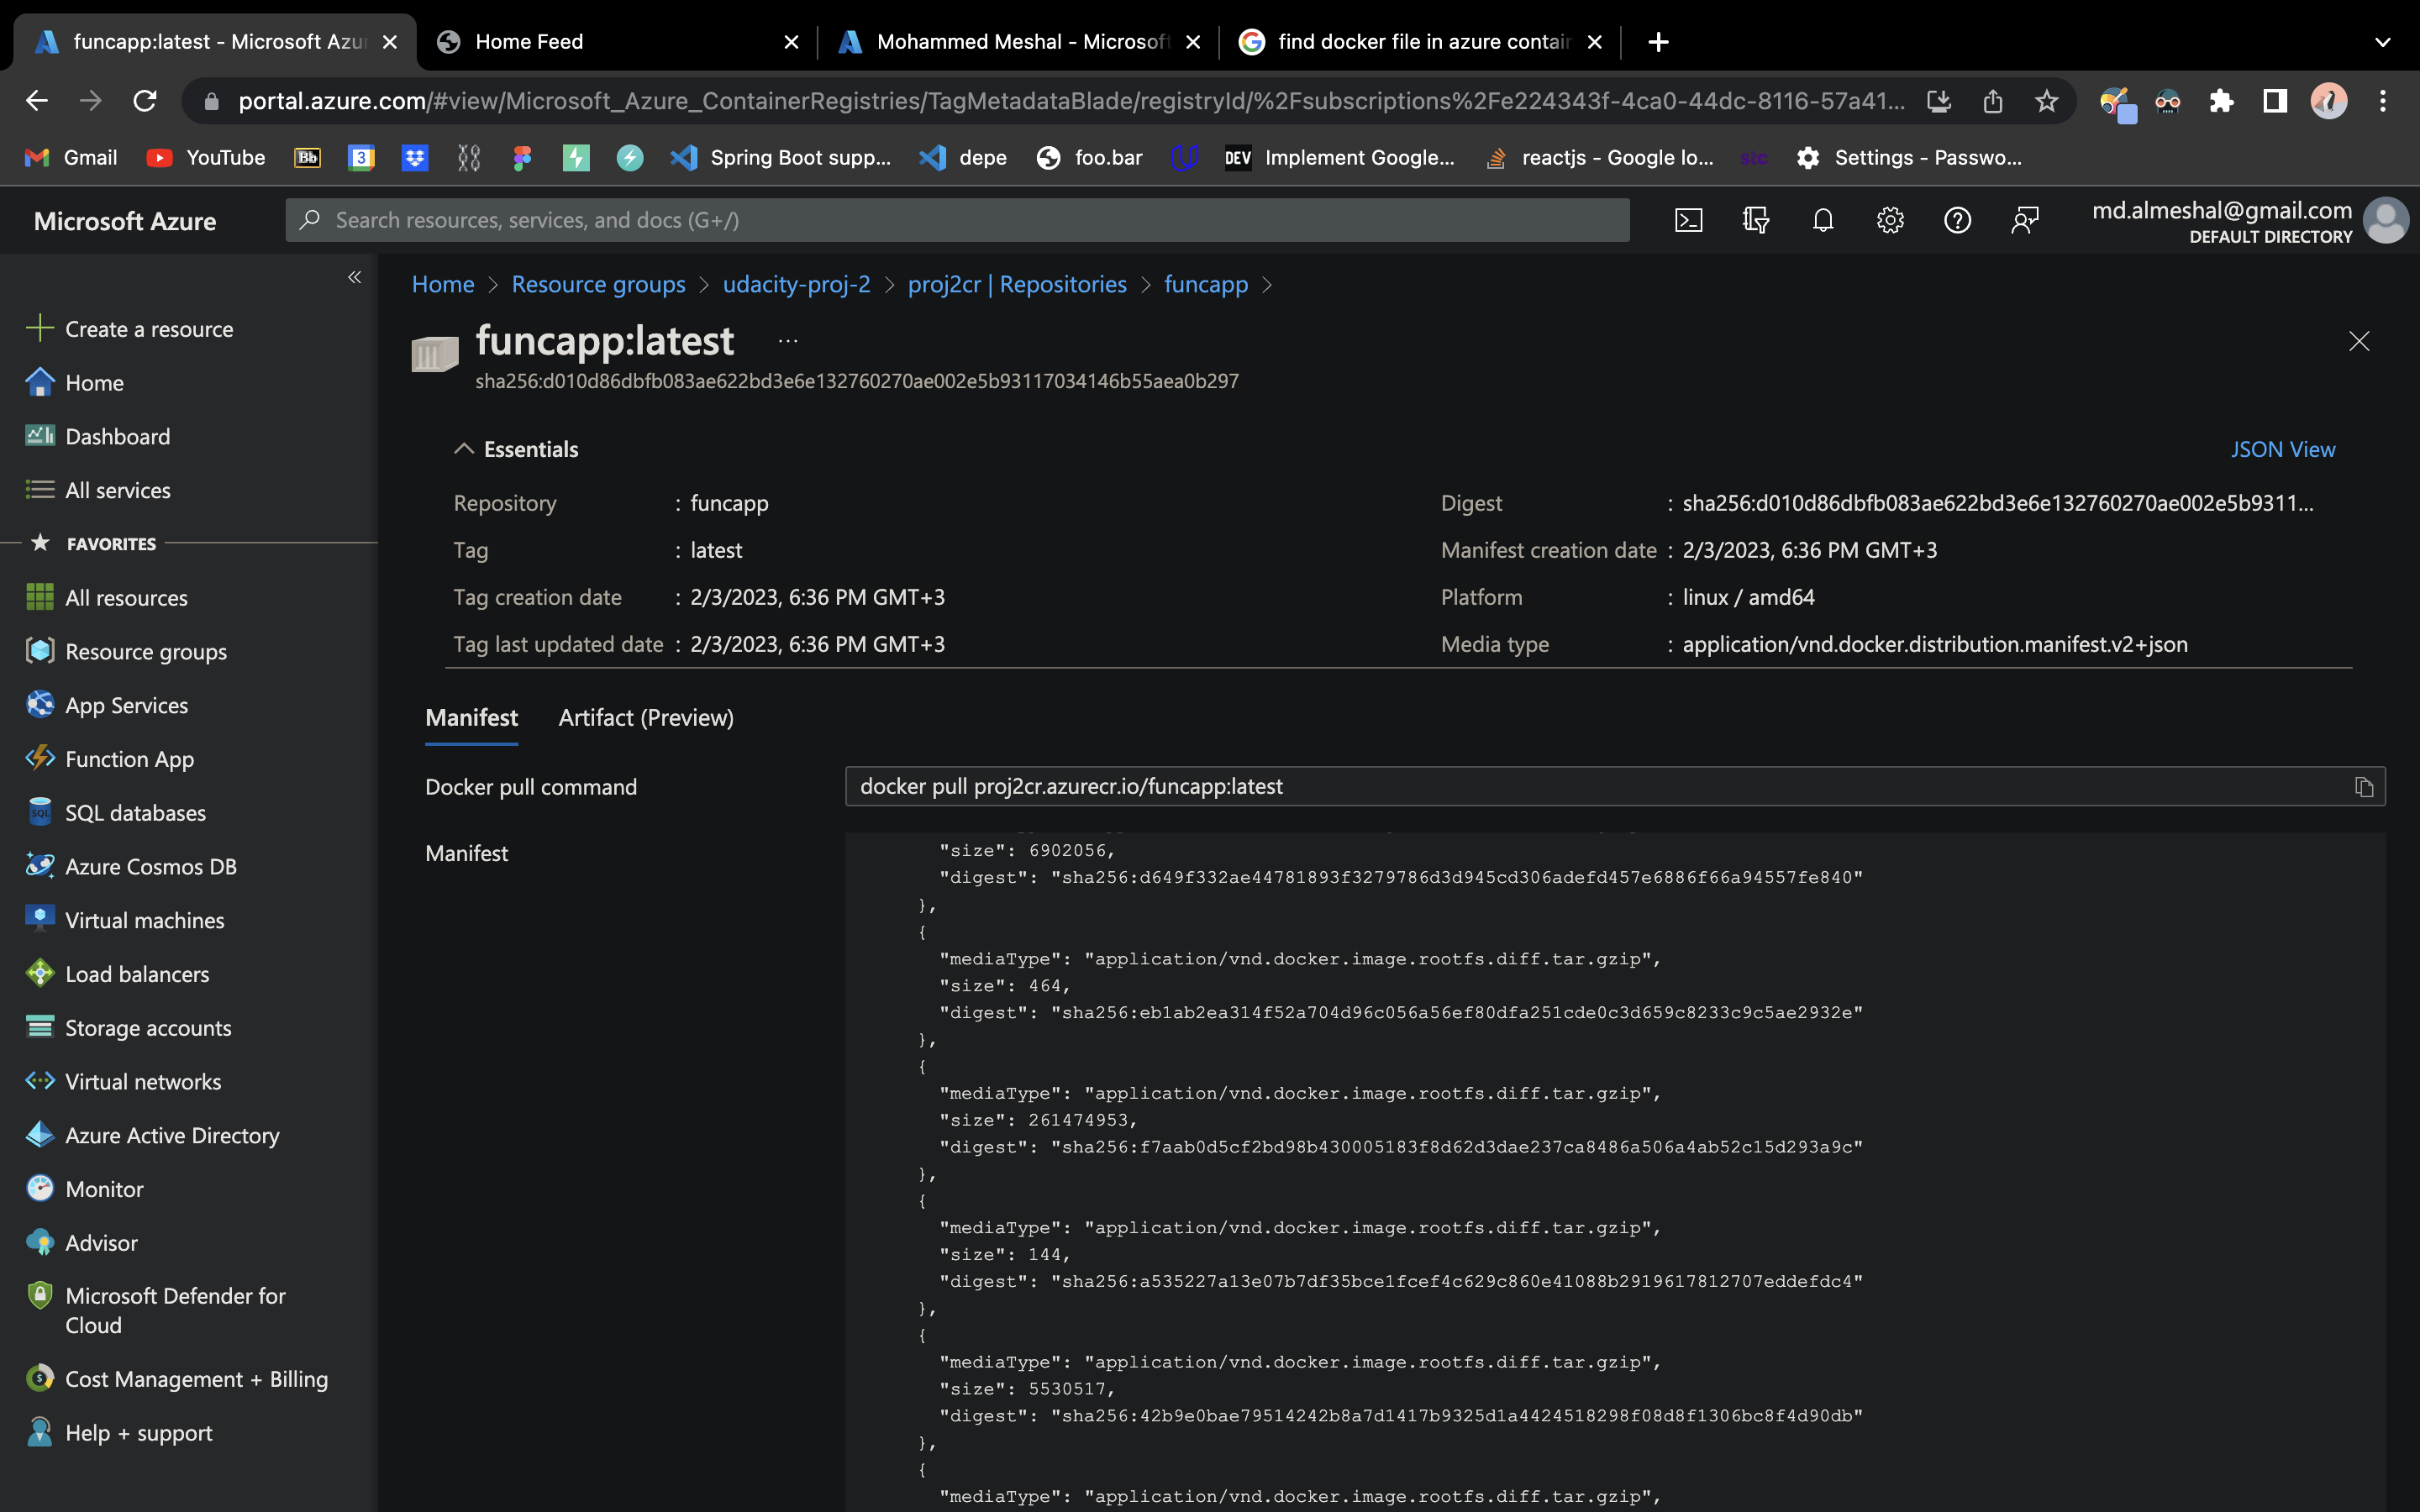 funcapp:latest - Microsoft Azu
Home Feed
Mohammed Meshal - Microsoft
find docker file in azure contain
portal.azure.com/#view/Microsoft_Azure_ContainerRegistries/TagMetadataBlade/registryId/%2Fsubscriptions%2Fe224343f-4ca0-44dc-8116-57a41...
Gmail
YouTube
Bb
3
Spring Boot supp...
depe
foo.bar
DEV
Implement Google...
reactjs - Google lo...
stc
Settings - Passwo...
Microsoft Azure
Search resources, services, and docs (G+/)
md.almeshal@gmail.com
DEFAULT DIRECTORY
Home > Resource groups > udacity-proj-2 > proj2cr | Repositories > funcapp >
funcapp:latest
...
sha256:d010d86dbfb083ae622bd3e6e132760270ae002e5b93117034146b55aea0b297
Create a resource
Home
Dashboard
All services
FAVORITES
All resources
Resource groups
App Services
Function App
SQL databases
Azure Cosmos DB
Virtual machines
Load balancers
Storage accounts
Virtual networks
Azure Active Directory
Monitor
Advisor
Microsoft Defender for
Cloud
Cost Management + Billing
Help + support
Essentials
JSON View
Repository : funcapp
Digest : sha256:d010d86dbfb083ae622bd3e6e132760270ae002e5b9311...
Tag : latest
Manifest creation date : 2/3/2023, 6:36 PM GMT+3
Tag creation date : 2/3/2023, 6:36 PM GMT+3
Platform : linux / amd64
Tag last updated date : 2/3/2023, 6:36 PM GMT+3
Media type : application/vnd.docker.distribution.manifest.v2+json
Manifest
Artifact (Preview)
Docker pull command
docker pull proj2cr.azurecr.io/funcapp:latest
Manifest
"size": 6902056,
"digest": "sha256:d649f332ae44781893f3279786d3d945cd306adefd457e6886f66a94557fe840"
},
{
"mediaType": "application/vnd.docker.image.rootfs.diff.tar.gzip",
"size": 464,
"digest": "sha256:eb1ab2ea314f52a704d96c056a56ef80dfa251cde0c3d659c8233c9c5ae2932e"
},
{
"mediaType": "application/vnd.docker.image.rootfs.diff.tar.gzip",
"size": 261474953,
"digest": "sha256:f7aab0d5cf2bd98b430005183f8d62d3dae237ca8486a506a4ab52c15d293a9c"
},
{
"mediaType": "application/vnd.docker.image.rootfs.diff.tar.gzip",
"size": 144,
"digest": "sha256:a535227a13e07b7df35bce1fcef4c629c860e41088b2919617812707eddefdc4"
},
{
"mediaType": "application/vnd.docker.image.rootfs.diff.tar.gzip",
"size": 5530517,
"digest": "sha256:42b9e0bae79514242b8a7d1417b9325d1a4424518298f08d8f1306bc8f4d90db"
},
{
"mediaType": "application/vnd.docker.image.rootfs.diff.tar.gzip",